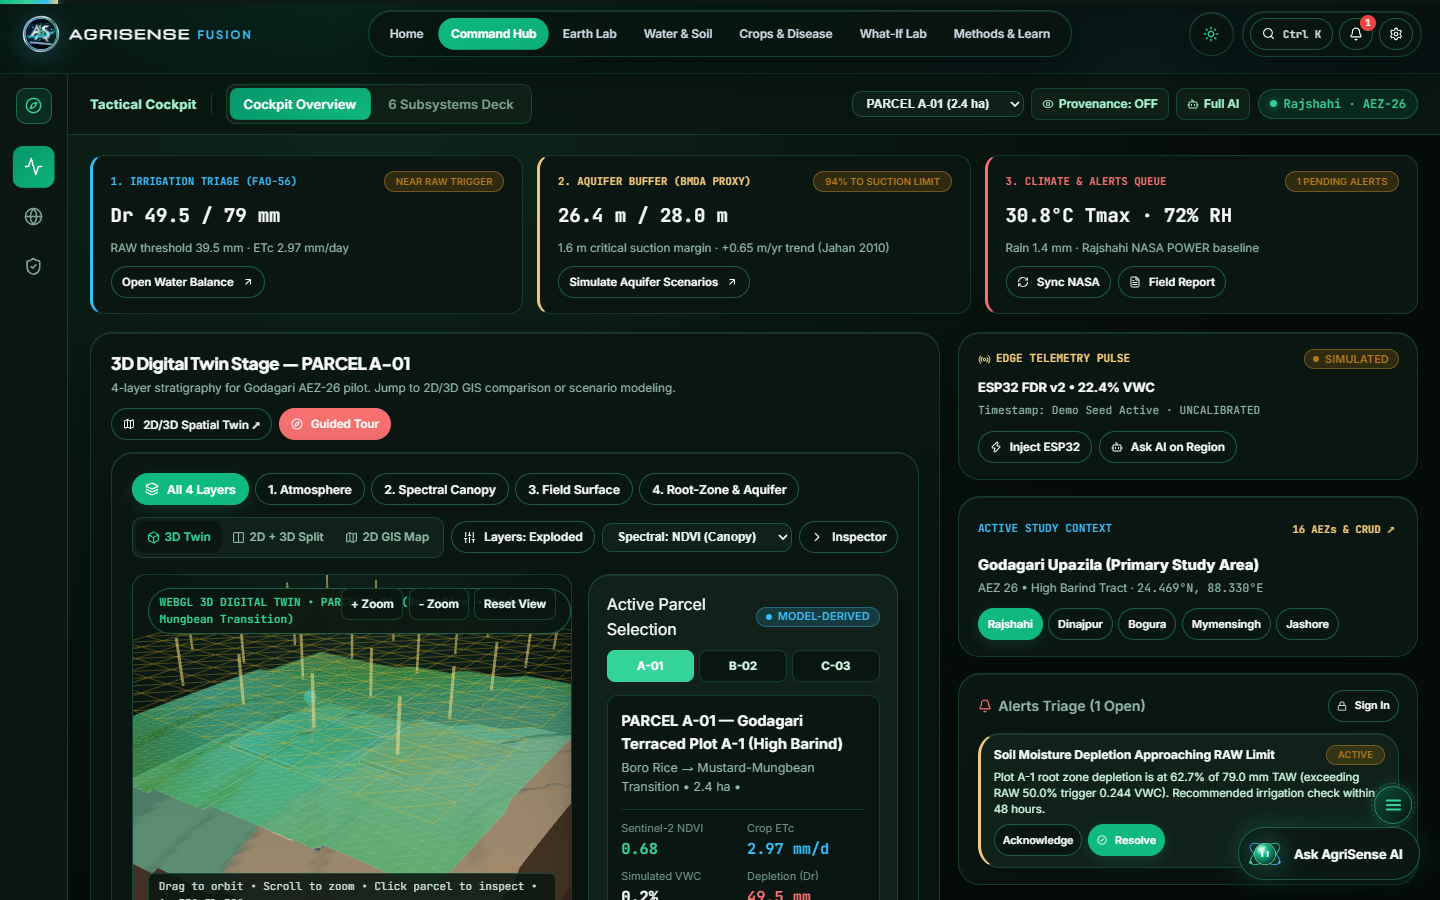 AGRISENSE FUSION
Home
Command Hub
Earth Lab
Water & Soil
Crops & Disease
What-If Lab
Methods & Learn
Ctrl K
1
Tactical Cockpit
Cockpit Overview
6 Subsystems Deck
PARCEL A-01 (2.4 ha)
Provenance: OFF
Full AI
Rajshahi · AEZ-26
1. IRRIGATION TRIAGE (FAO-56)
NEAR RAW TRIGGER
Dr 49.5 / 79 mm
RAW threshold 39.5 mm · ETc 2.97 mm/day
Open Water Balance ↗
2. AQUIFER BUFFER (BMDA PROXY)
94% TO SUCTION LIMIT
26.4 m / 28.0 m
1.6 m critical suction margin · +0.65 m/yr trend (Jahan 2010)
Simulate Aquifer Scenarios ↗
3. CLIMATE & ALERTS QUEUE
1 PENDING ALERTS
30.8°C Tmax · 72% RH
Rain 1.4 mm · Rajshahi NASA POWER baseline
Sync NASA
Field Report
3D Digital Twin Stage — PARCEL A-01
4-layer stratigraphy for Godagari AEZ-26 pilot. Jump to 2D/3D GIS comparison or scenario modeling.
2D/3D Spatial Twin ↗
Guided Tour
All 4 Layers
1. Atmosphere
2. Spectral Canopy
3. Field Surface
4. Root-Zone & Aquifer
3D Twin
2D + 3D Split
2D GIS Map
Layers: Exploded
Spectral: NDVI (Canopy)
Inspector
WEBGL 3D DIGITAL TWIN • PAR
Mungbean Transition)
+ Zoom
- Zoom
Reset View
Drag to orbit • Scroll to zoom • Click parcel to inspect •
Active Parcel
Selection
MODEL-DERIVED
A-01
B-02
C-03
PARCEL A-01 — Godagari
Terraced Plot A-1 (High Barind)
Boro Rice → Mustard-Mungbean
Transition • 2.4 ha •
Sentinel-2 NDVI
Crop ETc
0.68
2.97 mm/d
Simulated VWC
Depletion (Dr)
0.2%
49.5 mm
EDGE TELEMETRY PULSE
SIMULATED
ESP32 FDR v2 • 22.4% VWC
Timestamp: Demo Seed Active · UNCALIBRATED
Inject ESP32
Ask AI on Region
ACTIVE STUDY CONTEXT
16 AEZs & CRUD ↗
Godagari Upazila (Primary Study Area)
AEZ 26 • High Barind Tract · 24.469°N, 88.330°E
Rajshahi
Dinajpur
Bogura
Mymensingh
Jashore
Alerts Triage (1 Open)
Sign In
Soil Moisture Depletion Approaching RAW Limit
ACTIVE
Plot A-1 root zone depletion is at 62.7% of 79.0 mm TAW (exceeding
RAW 50.0% trigger 0.244 VWC). Recommended irrigation check within
48 hours.
Acknowledge
Resolve
Ask AgriSense AI